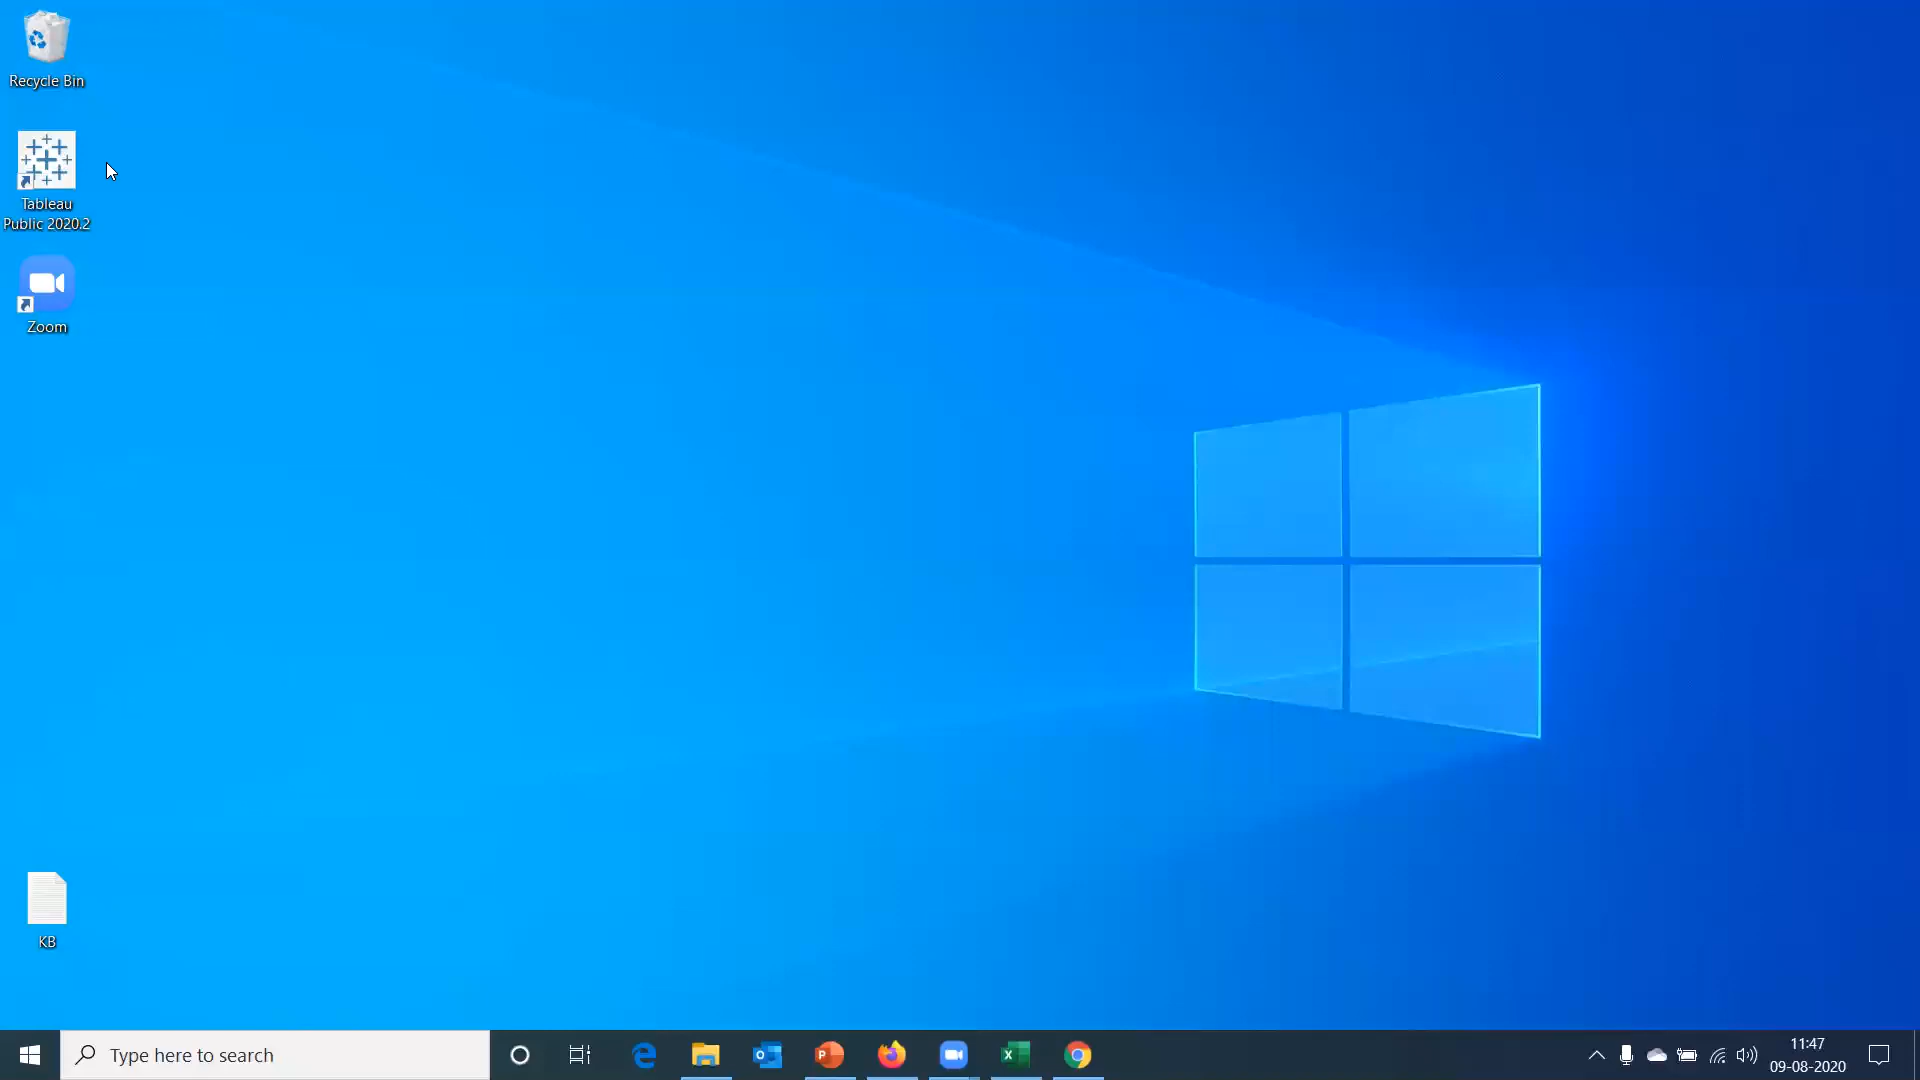 Recycle Bin
Tableau
Public 2020.2
Zoom
KB
Type here to search
11:47
09-08-2020